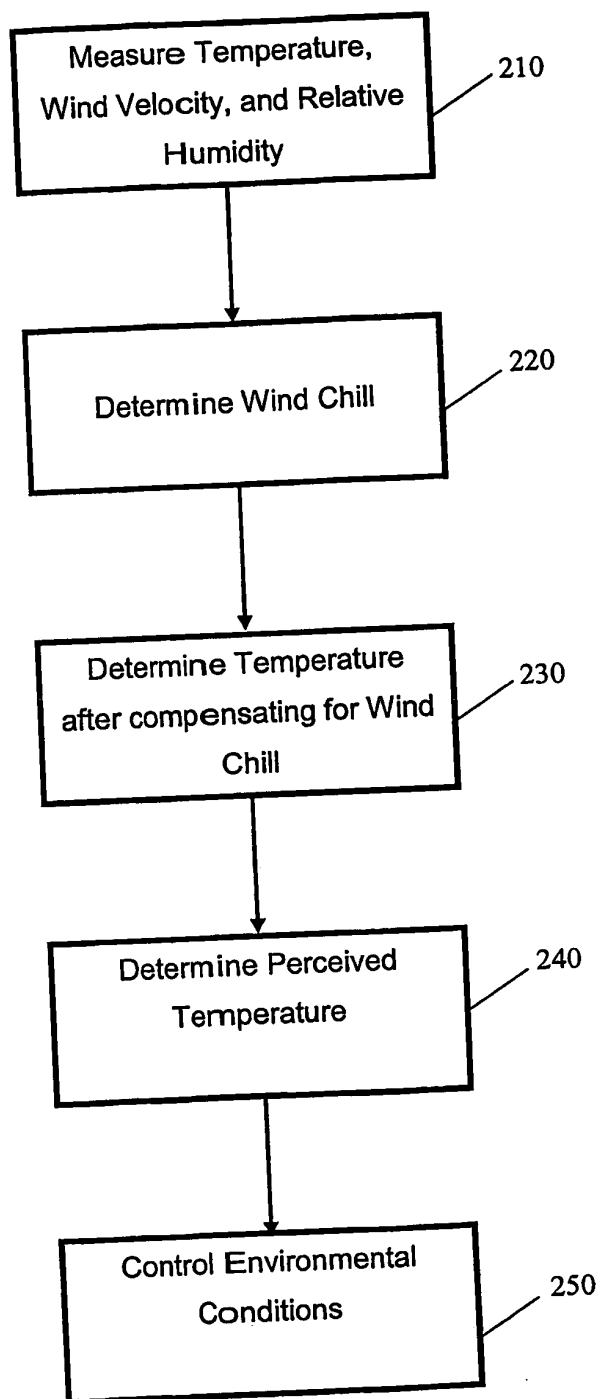 Measure Temperature,
Wind Velocity, and Relative
Humidity
210
Determine Wind Chill
220
Determine Temperature
after compensating for Wind
Chill
230
Determine Perceived
Temperature
240
Control Environmental
Conditions
250